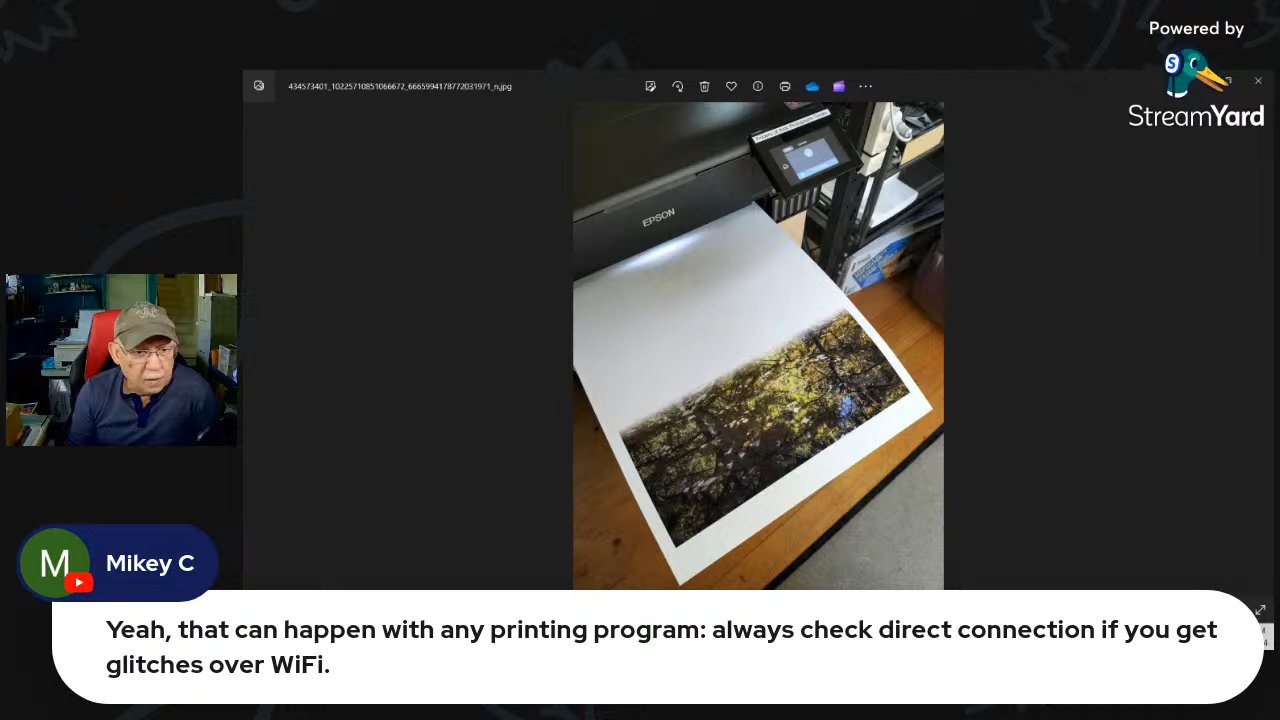 Powered by
S
StreamYard
434573401_10225710851066672_6665994178772031971_n.jpg
EPSON
M
Mikey C
Yeah, that can happen with any printing program: always check direct connection if you get
glitches over WiFi.